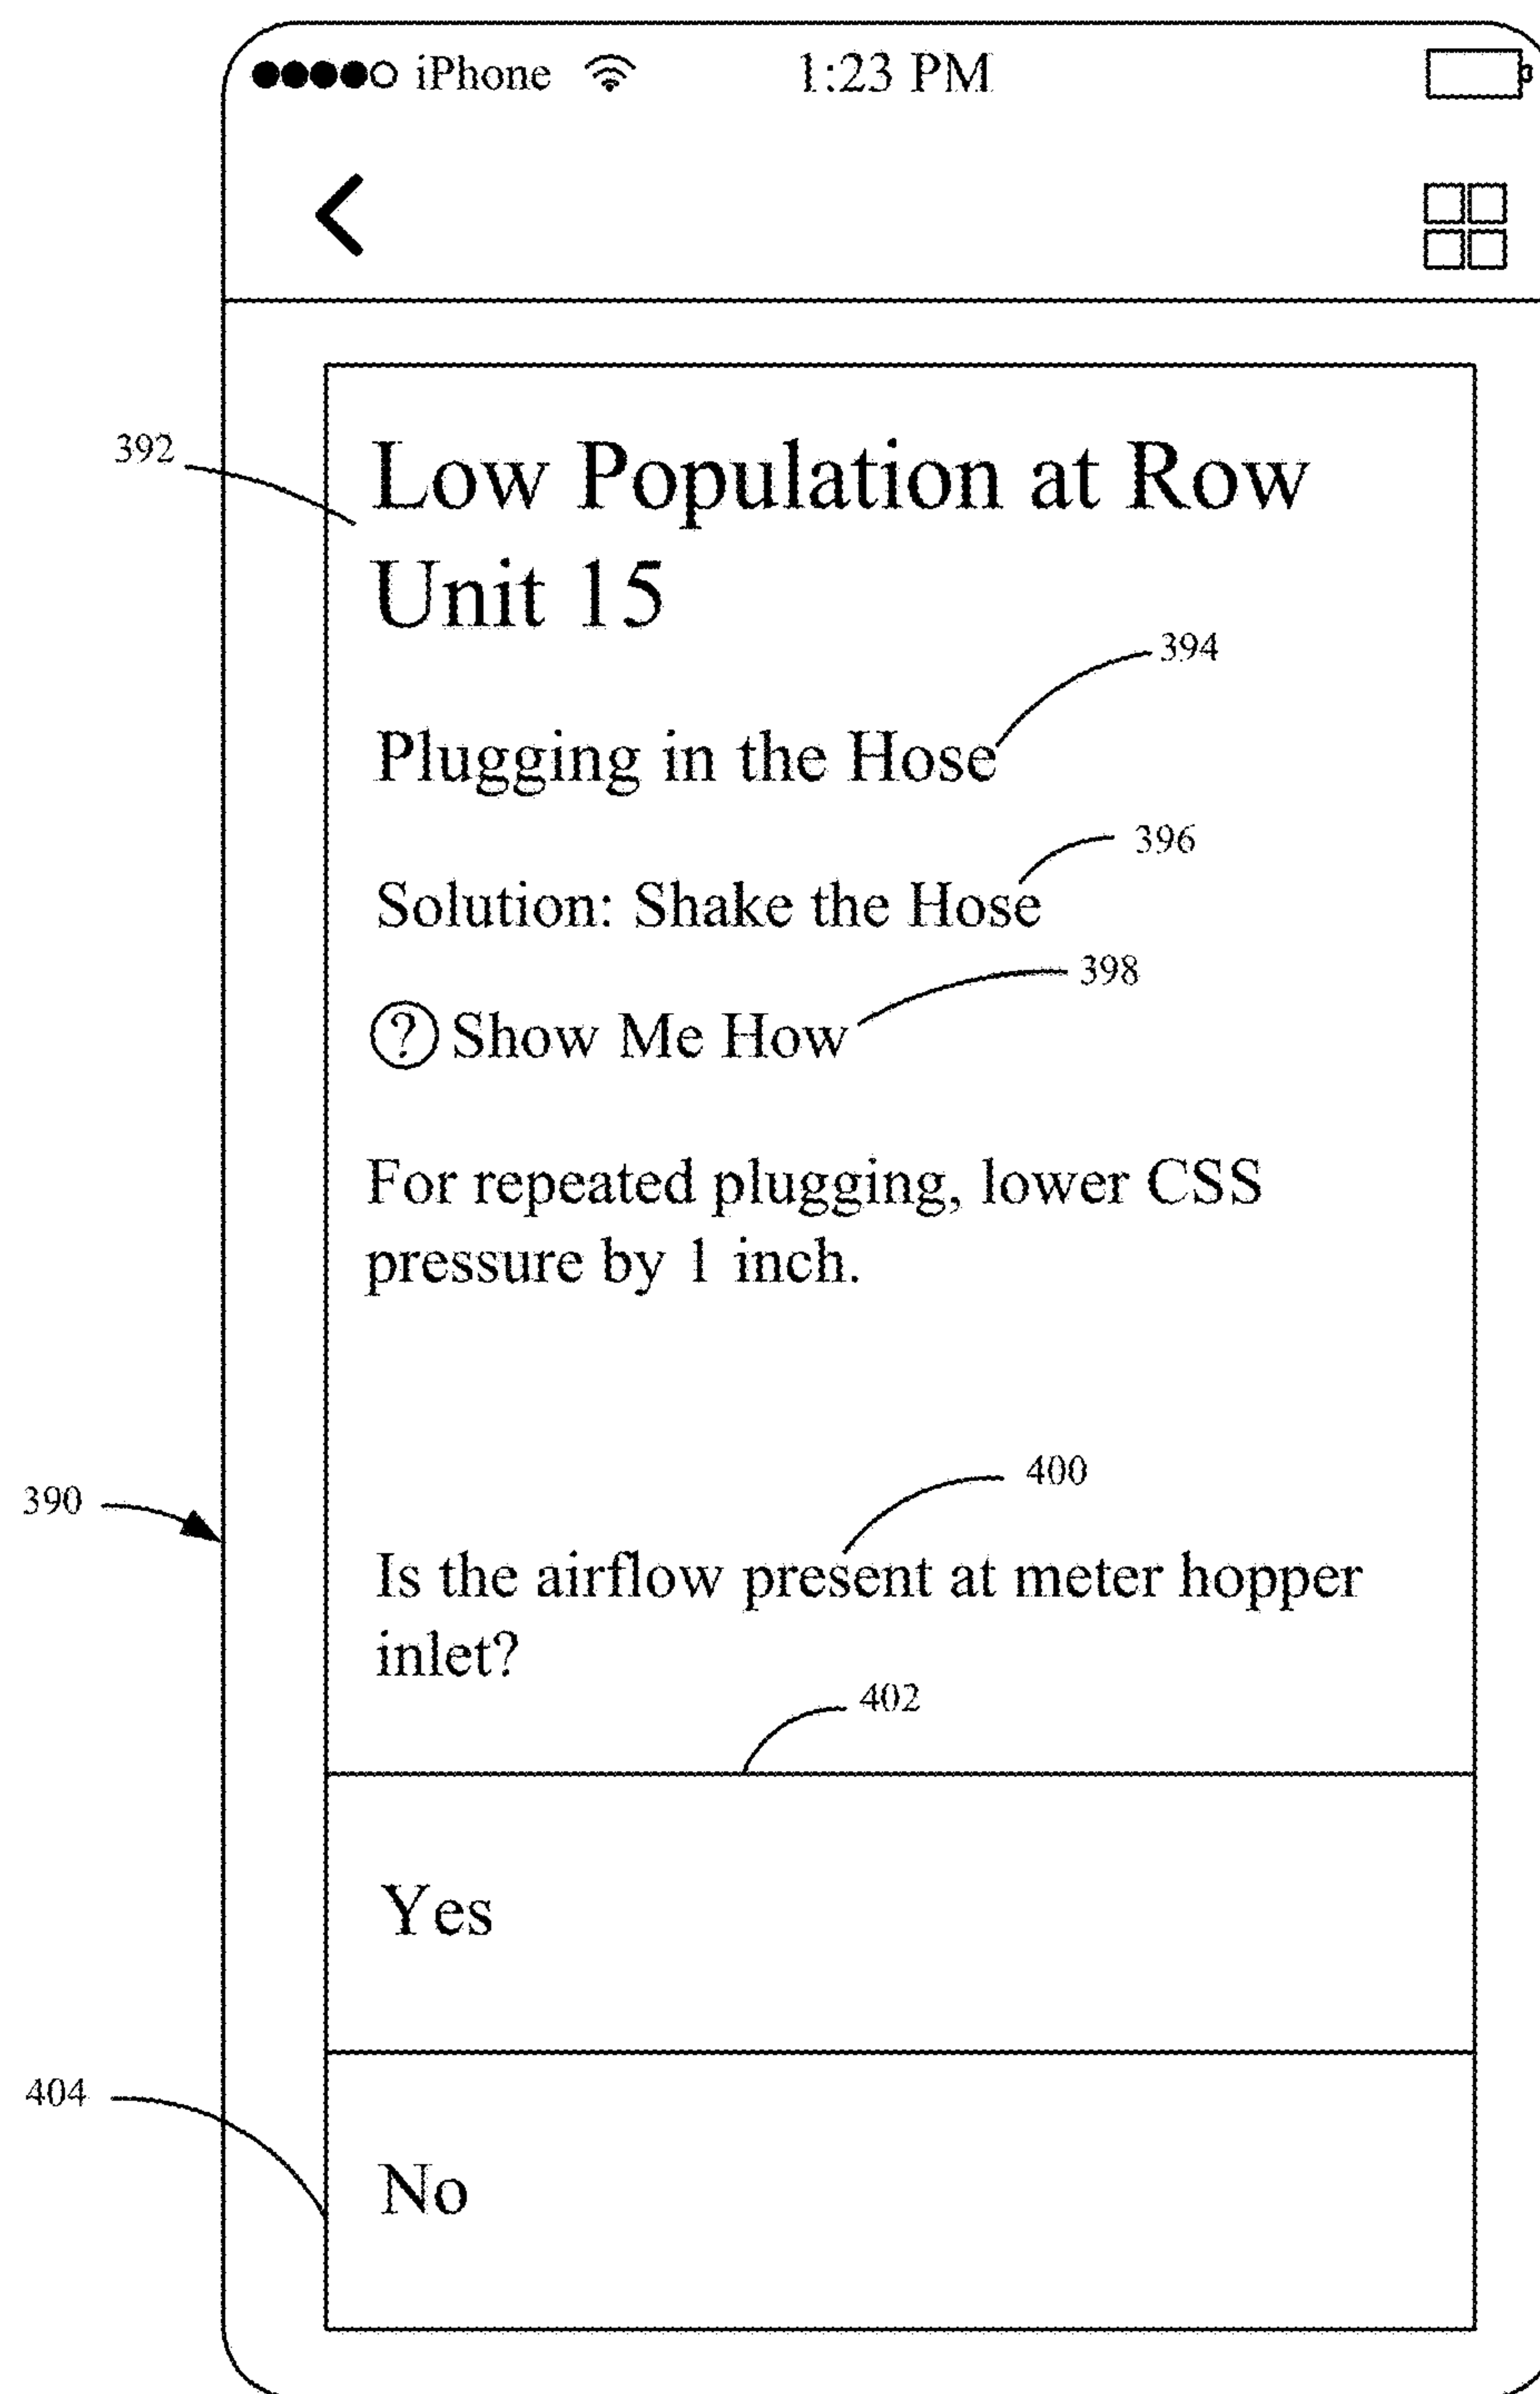 iPhone 1:23 PM
392
Low Population at Row
Unit 15
394
Plugging in the Hose
396
Solution: Shake the Hose
398
? Show Me How
For repeated plugging, lower CSS
pressure by 1 inch.
400
390
Is the airflow present at meter hopper
inlet?
402
Yes
404
No